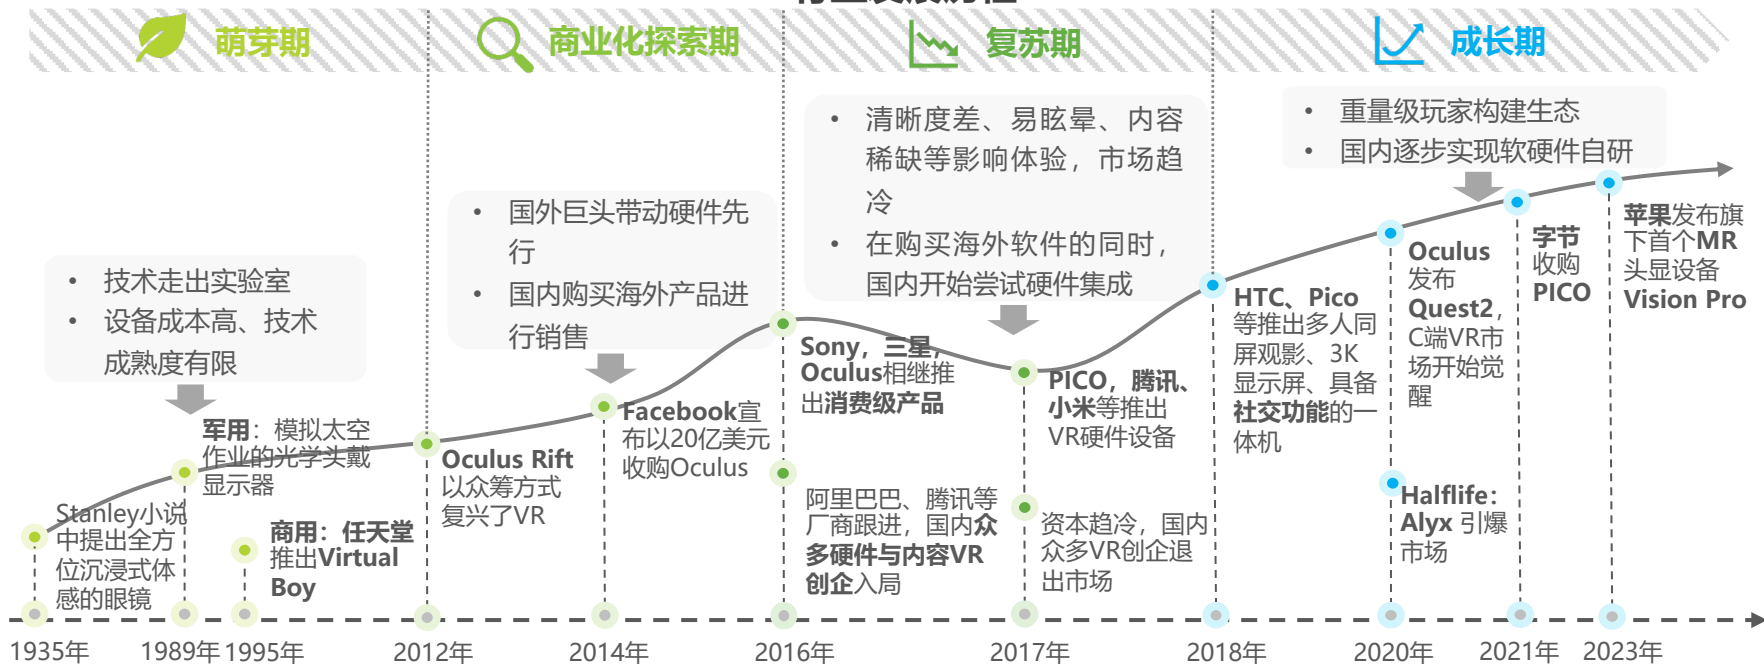 萌芽期
商业化探索期
复苏期
成长期
• 技术走出实验室
• 设备成本高、技术
成熟度有限
• 国外巨头带动硬件先
行
• 国内购买海外产品进
行销售
• 清晰度差、易眩晕、内容
稀缺等影响体验，市场趋
冷
• 在购买海外软件的同时，
国内开始尝试硬件集成
• 重量级玩家构建生态
• 国内逐步实现软硬件自研
Stanley小说
中提出全方
位沉浸式体
感的眼镜
军用：模拟太空
作业的光学头戴
显示器
商用：任天堂
推出Virtual
Boy
Oculus Rift
以众筹方式
复兴了VR
Facebook宣
布以20亿美元
收购Oculus
Sony，三星，
Oculus相继推
出消费级产品
阿里巴巴、腾讯等
厂商跟进，国内众
多硬件与内容VR
创企入局
PICO，腾讯、
小米等推出
VR硬件设备
资本趋冷，国内
众多VR创企退
出市场
HTC、Pico
等推出多人同
屏观影、3K
显示屏、具备
社交功能的一
体机
Oculus
发布
Quest2，
C端VR市
场开始觉
醒
Halflife：
Alyx 引爆
市场
字节
收购
PICO
苹果发布旗
下首个MR
头显设备
Vision Pro
1935年
1989年
1995年
2012年
2014年
2016年
2017年
2018年
2020年
2021年
2023年